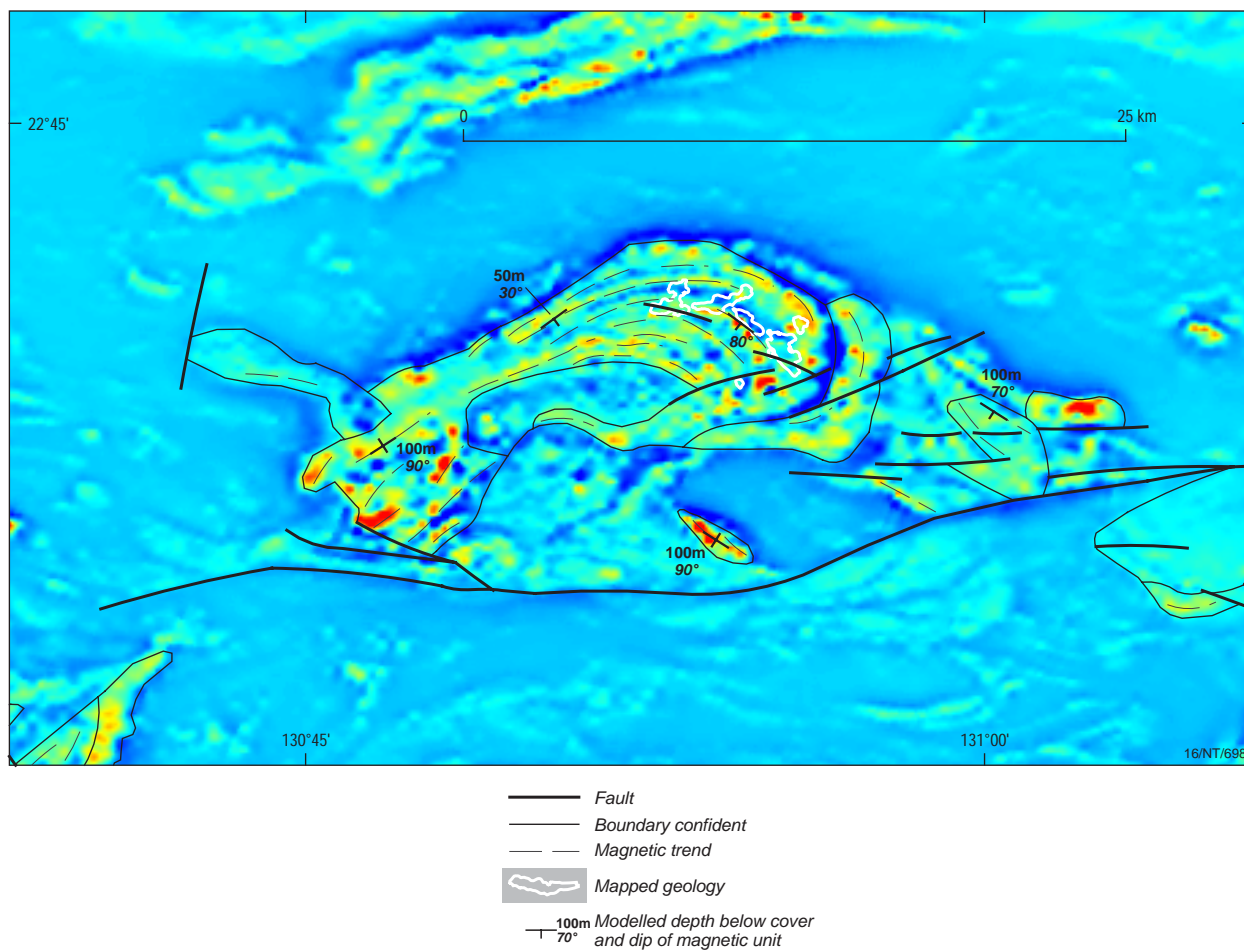 0 25 km
22°45'
50m
30°
80°
100m
70°
100m
90°
100m
90°
130°45' 131°00'
16/NT/698
Fault
Boundary confident
Magnetic trend
Mapped geology
100m Modelled depth below cover
70° and dip of magnetic unit